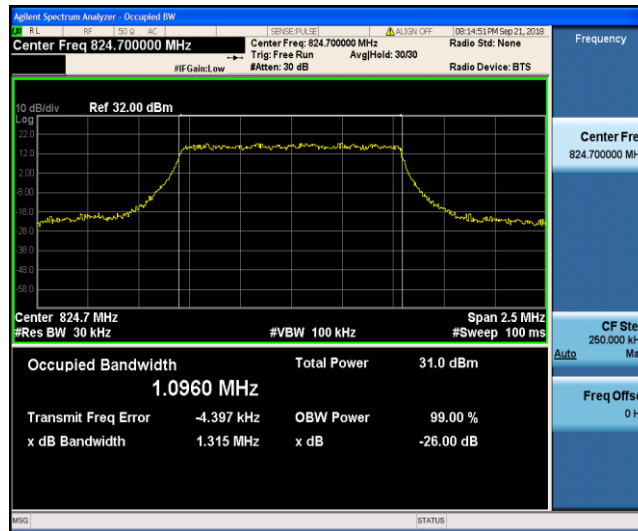 Agilent Spectrum Analyzer - Occupied BW
RL RF 50 Ω AC SENSE:PULSE ALIGN OFF 08:14:51 PM Sep 21, 2018
Center Freq 824.700000 MHz Center Freq: 824.700000 MHz Radio Std: None Frequency
Trig: Free Run Avg|Hold: 30/30
#IFGain:Low #Atten: 30 dB Radio Device: BTS
10 dB/div Ref 32.00 dBm
Log
22.0
12.0
2.00
-8.00
-18.0
-28.0
-38.0
-48.0
-58.0
Center Fre
824.700000 MH
Center 824.7 MHz Span 2.5 MHz
#Res BW 30 kHz #VBW 100 kHz #Sweep 100 ms
CF Ste
250.000 kH
Auto Ma
Occupied Bandwidth Total Power 31.0 dBm
1.0960 MHz
Freq Offse
0 H
Transmit Freq Error -4.397 kHz OBW Power 99.00 %
x dB Bandwidth 1.315 MHz x dB -26.00 dB
MSG STATUS